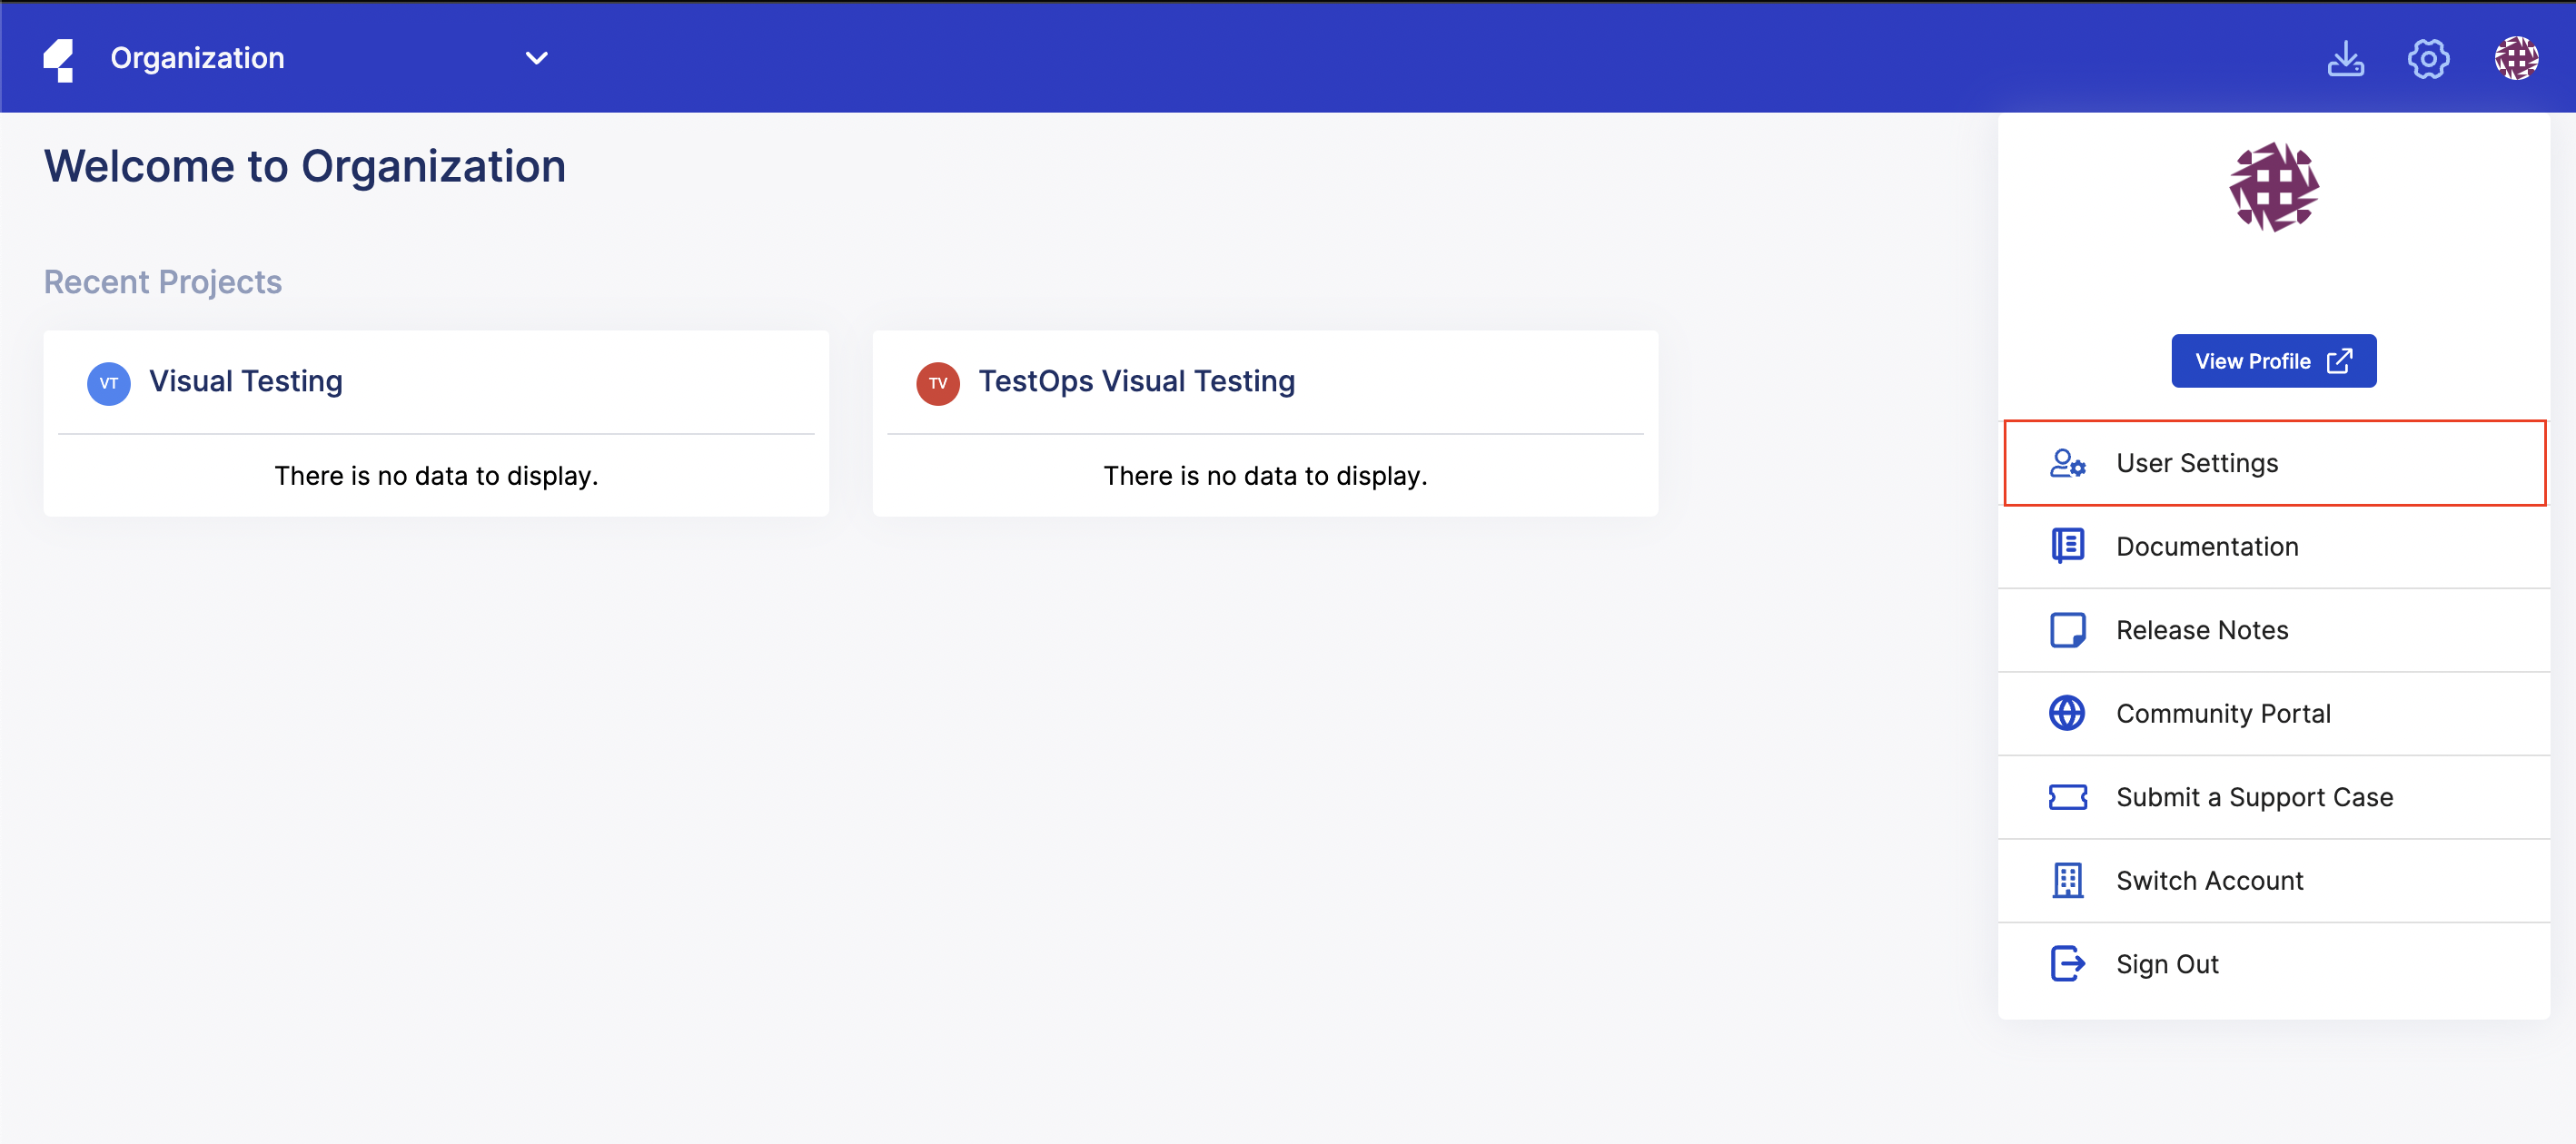 Organization
Welcome to Organization
Recent Projects
VT Visual Testing
There is no data to display.
TV TestOps Visual Testing
There is no data to display.
View Profile
User Settings
Documentation
Release Notes
Community Portal
Submit a Support Case
Switch Account
Sign Out